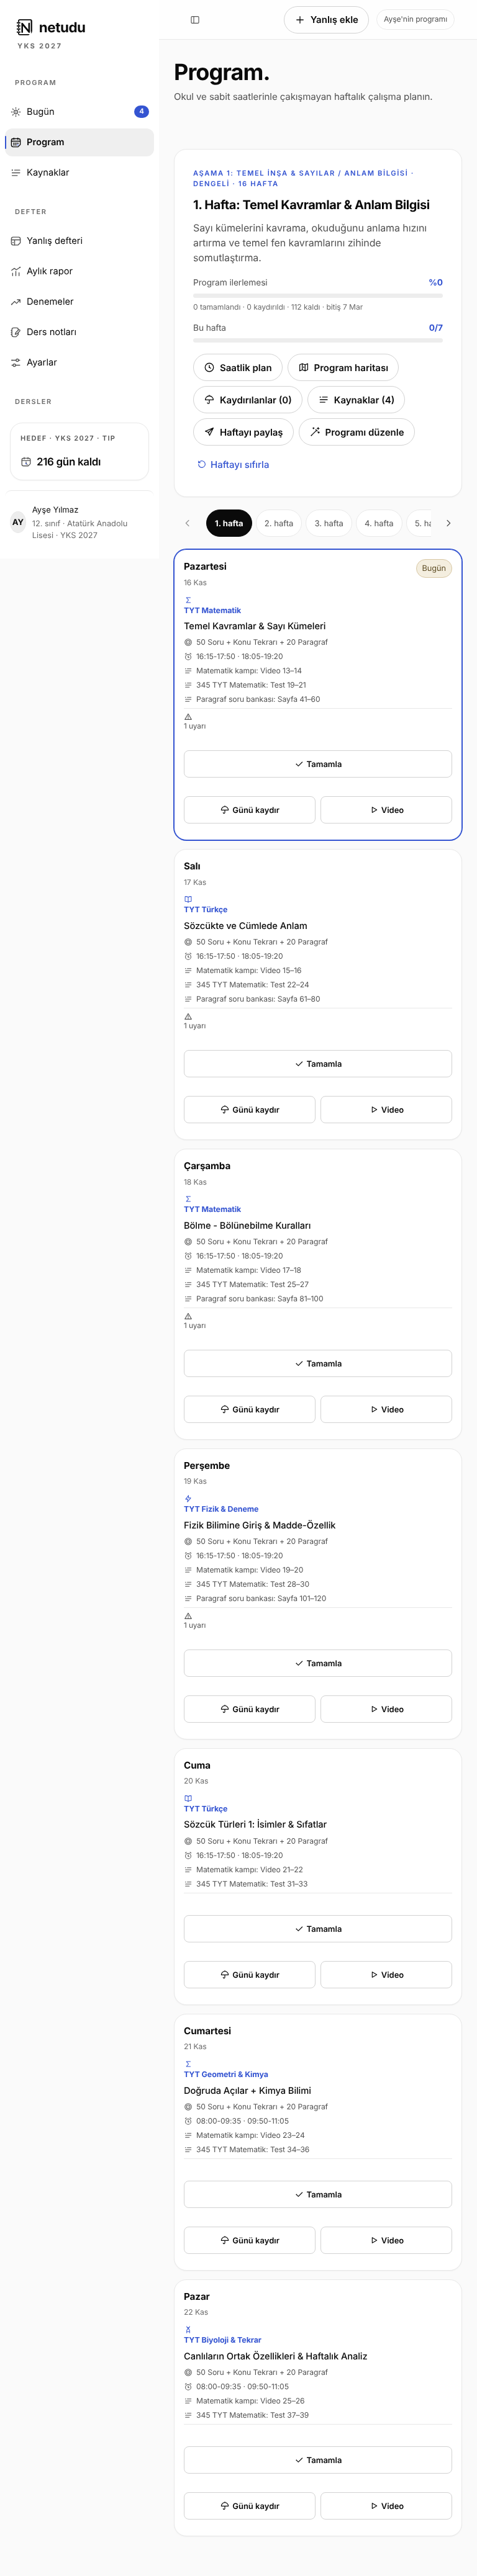 netudu
YKS 2027
PROGRAM
Bugün
4
Program
Kaynaklar
DEFTER
Yanlış defteri
Aylık rapor
Denemeler
Ders notları
Ayarlar
DERSLER
HEDEF · YKS 2027 · TIP
216 gün kaldı
AY
Ayşe Yılmaz
12. sınıf · Atatürk Anadolu
Lisesi · YKS 2027
Yanlış ekle
Ayşe'nin programı
Program.
Okul ve sabit saatlerinle çakışmayan haftalık çalışma planın.
AŞAMA 1: TEMEL İNŞA & SAYILAR / ANLAM BİLGİSİ ·
DENGELİ · 16 HAFTA
1. Hafta: Temel Kavramlar & Anlam Bilgisi
Sayı kümelerini kavrama, okuduğunu anlama hızını
artırma ve temel fen kavramlarını zihinde
somutlaştırma.
Program ilerlemesi
%0
0 tamamlandı · 0 kaydırıldı · 112 kaldı · bitiş 7 Mar
Bu hafta
0/7
Saatlik plan
Program haritası
Kaydırılanlar (0)
Kaynaklar (4)
Haftayı paylaş
Programı düzenle
Haftayı sıfırla
1. hafta
2. hafta
3. hafta
4. hafta
5. ha
Pazartesi
Bugün
16 Kas
TYT Matematik
Temel Kavramlar & Sayı Kümeleri
50 Soru + Konu Tekrarı + 20 Paragraf
16:15-17:50 · 18:05-19:20
Matematik kampı: Video 13–14
345 TYT Matematik: Test 19–21
Paragraf soru bankası: Sayfa 41–60
1 uyarı
Tamamla
Günü kaydır
Video
Salı
17 Kas
TYT Türkçe
Sözcükte ve Cümlede Anlam
50 Soru + Konu Tekrarı + 20 Paragraf
16:15-17:50 · 18:05-19:20
Matematik kampı: Video 15–16
345 TYT Matematik: Test 22–24
Paragraf soru bankası: Sayfa 61–80
1 uyarı
Tamamla
Günü kaydır
Video
Çarşamba
18 Kas
TYT Matematik
Bölme - Bölünebilme Kuralları
50 Soru + Konu Tekrarı + 20 Paragraf
16:15-17:50 · 18:05-19:20
Matematik kampı: Video 17–18
345 TYT Matematik: Test 25–27
Paragraf soru bankası: Sayfa 81–100
1 uyarı
Tamamla
Günü kaydır
Video
Perşembe
19 Kas
TYT Fizik & Deneme
Fizik Bilimine Giriş & Madde-Özellik
50 Soru + Konu Tekrarı + 20 Paragraf
16:15-17:50 · 18:05-19:20
Matematik kampı: Video 19–20
345 TYT Matematik: Test 28–30
Paragraf soru bankası: Sayfa 101–120
1 uyarı
Tamamla
Günü kaydır
Video
Cuma
20 Kas
TYT Türkçe
Sözcük Türleri 1: İsimler & Sıfatlar
50 Soru + Konu Tekrarı + 20 Paragraf
16:15-17:50 · 18:05-19:20
Matematik kampı: Video 21–22
345 TYT Matematik: Test 31–33
Tamamla
Günü kaydır
Video
Cumartesi
21 Kas
TYT Geometri & Kimya
Doğruda Açılar + Kimya Bilimi
50 Soru + Konu Tekrarı + 20 Paragraf
08:00-09:35 · 09:50-11:05
Matematik kampı: Video 23–24
345 TYT Matematik: Test 34–36
Tamamla
Günü kaydır
Video
Pazar
22 Kas
TYT Biyoloji & Tekrar
Canlıların Ortak Özellikleri & Haftalık Analiz
50 Soru + Konu Tekrarı + 20 Paragraf
08:00-09:35 · 09:50-11:05
Matematik kampı: Video 25–26
345 TYT Matematik: Test 37–39
Tamamla
Günü kaydır
Video